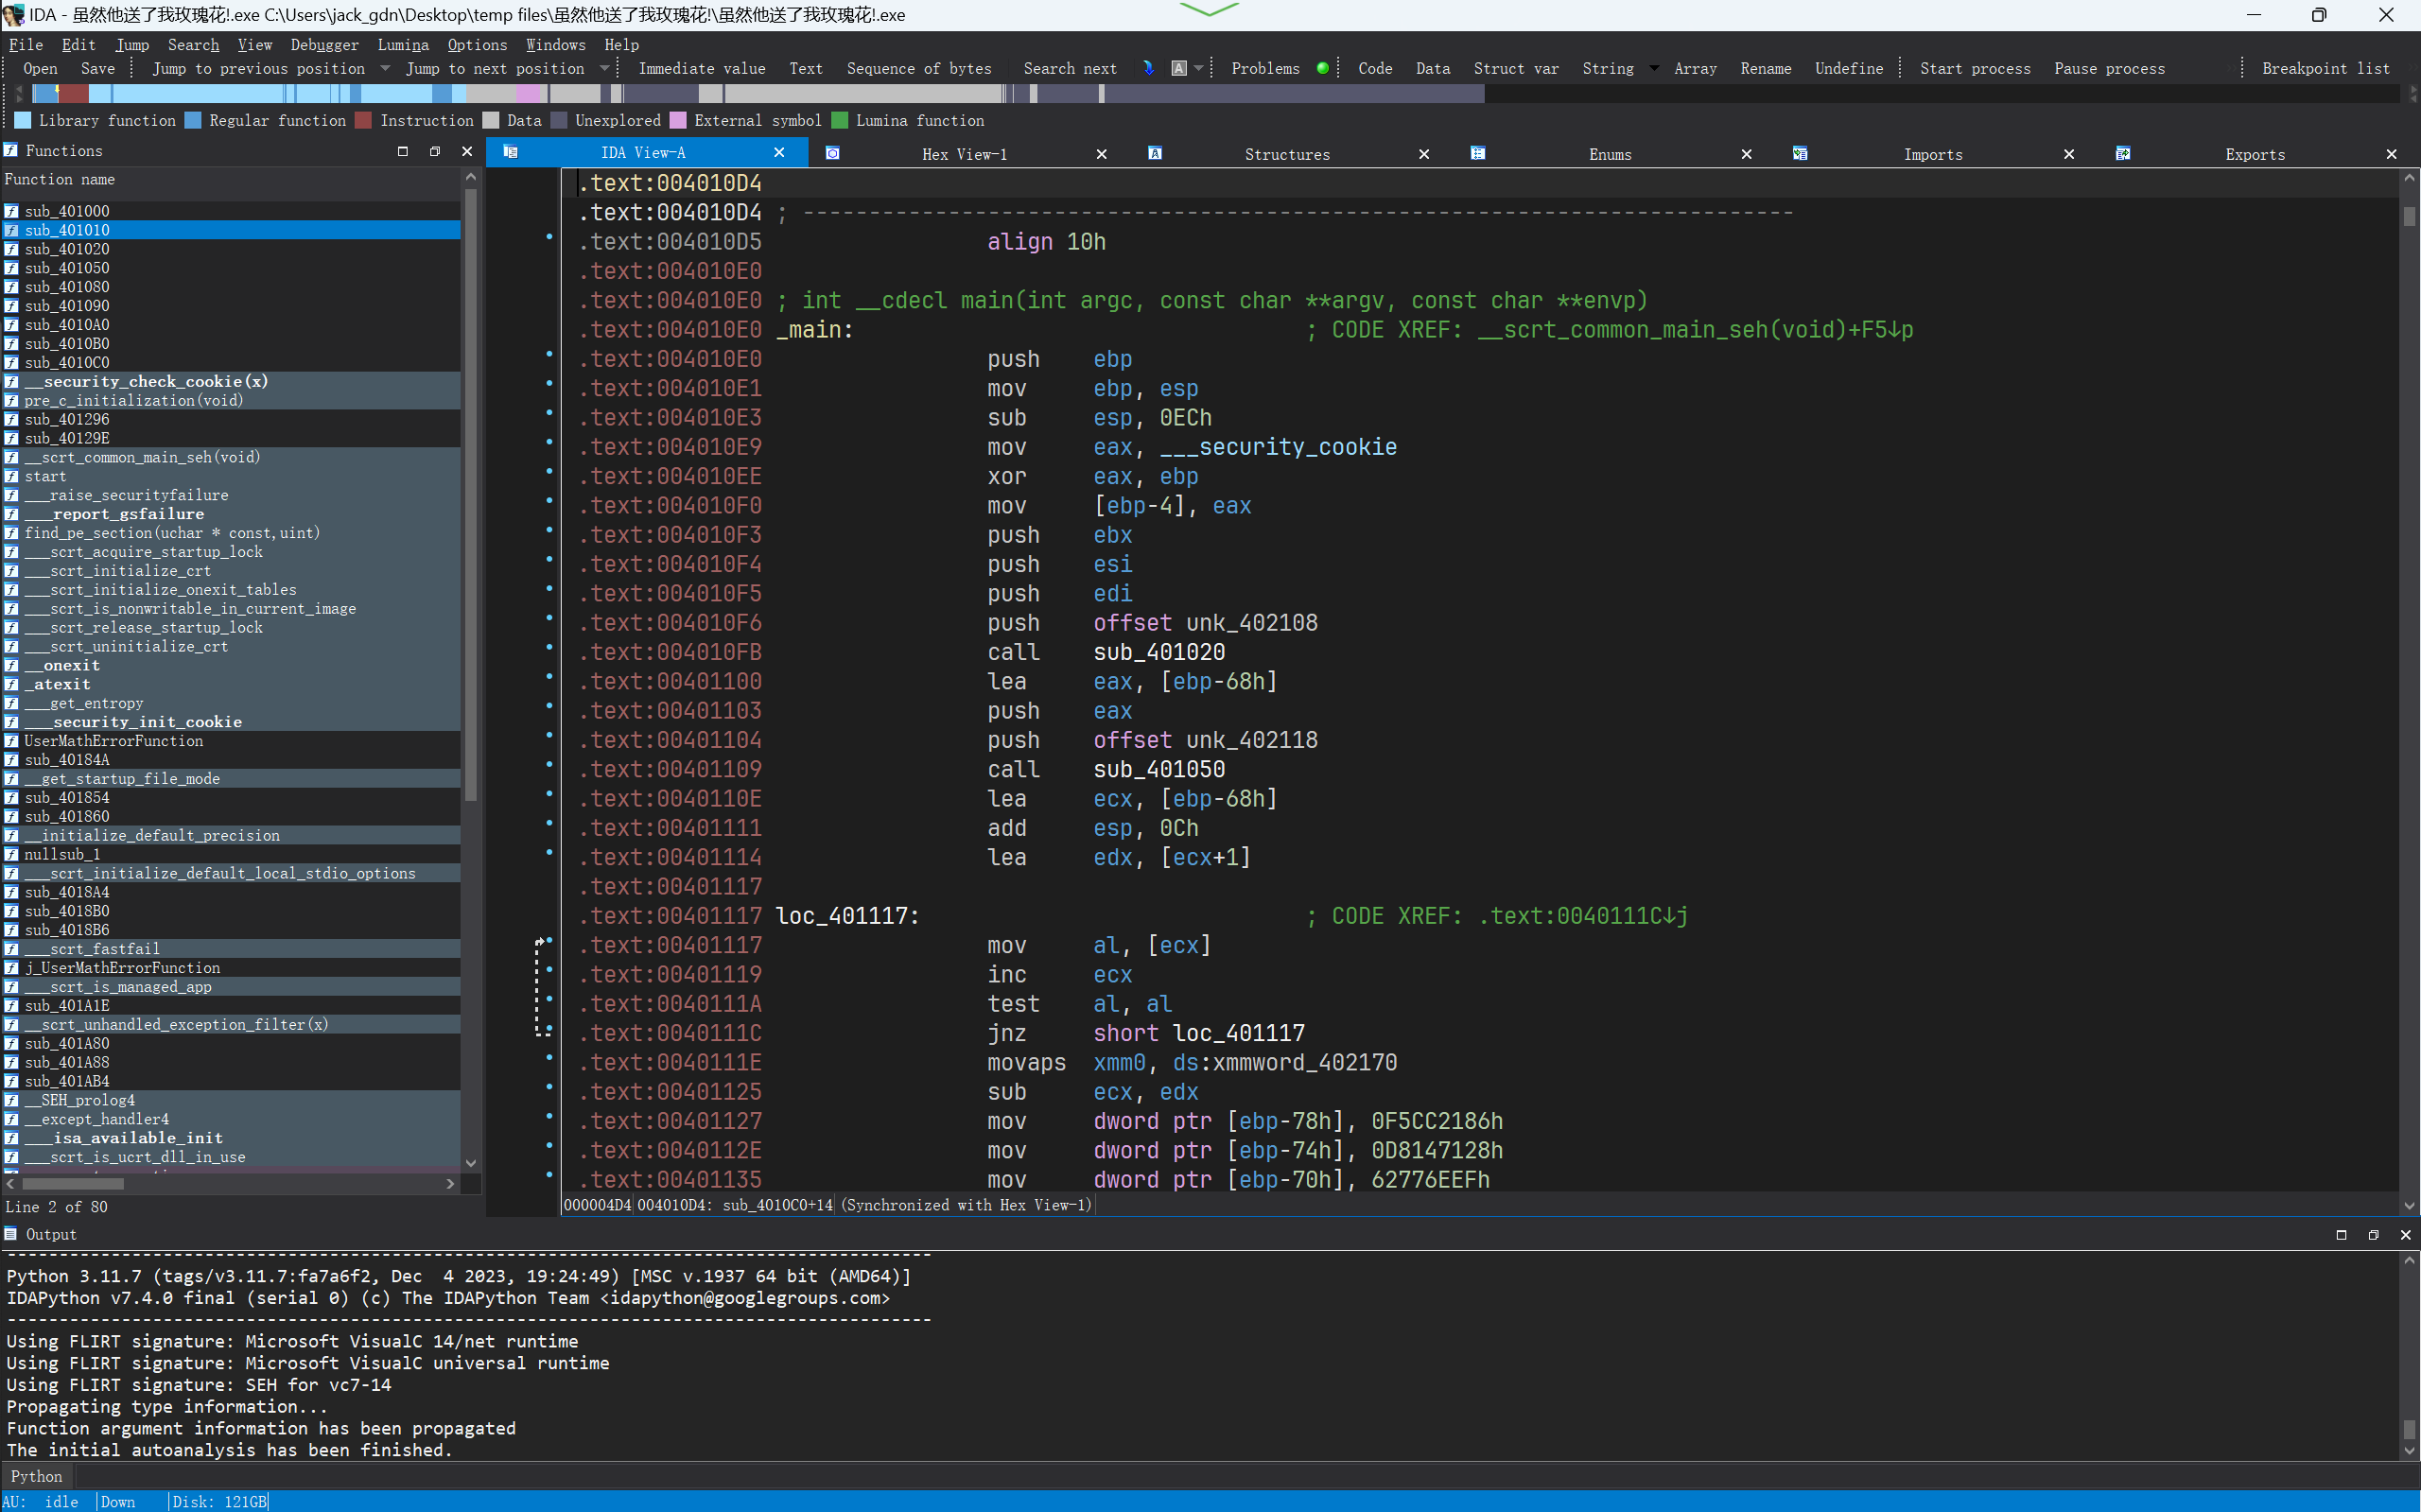 IDA - 虽然他送了我玫瑰花!.exe C:\Users\jack_gdn\Desktop\temp files\虽然他送了我玫瑰花!\虽然他送了我玫瑰花!.exe
File Edit Jump Search View Debugger Lumina Options Windows Help
Open Save Jump to previous position Jump to next position Immediate value Text Sequence of bytes Search next A Problems Code Data Struct var String Array Rename Undefine Start process Pause process Breakpoint list
Library function Regular function Instruction Data Unexplored External symbol Lumina function
Functions
Function name
sub_401000
sub_401010
sub_401020
sub_401050
sub_401080
sub_401090
sub_4010A0
sub_4010B0
sub_4010C0
__security_check_cookie(x)
pre_c_initialization(void)
sub_401296
sub_40129E
__scrt_common_main_seh(void)
start
___raise_securityfailure
___report_gsfailure
find_pe_section(uchar * const,uint)
___scrt_acquire_startup_lock
___scrt_initialize_crt
___scrt_initialize_onexit_tables
___scrt_is_nonwritable_in_current_image
___scrt_release_startup_lock
___scrt_uninitialize_crt
__onexit
_atexit
___get_entropy
___security_init_cookie
UserMathErrorFunction
sub_40184A
__get_startup_file_mode
sub_401854
sub_401860
__initialize_default_precision
nullsub_1
___scrt_initialize_default_local_stdio_options
sub_4018A4
sub_4018B0
sub_4018B6
___scrt_fastfail
j_UserMathErrorFunction
___scrt_is_managed_app
sub_401A1E
__scrt_unhandled_exception_filter(x)
sub_401A80
sub_401A88
sub_401AB4
__SEH_prolog4
__except_handler4
___isa_available_init
___scrt_is_ucrt_dll_in_use
Line 2 of 80
IDA View-A Hex View-1 Structures Enums Imports Exports
.text:004010D4
.text:004010D4 ; ---------------------------------------------------------------------------
.text:004010D5 align 10h
.text:004010E0
.text:004010E0 ; int __cdecl main(int argc, const char **argv, const char **envp)
.text:004010E0 _main: ; CODE XREF: __scrt_common_main_seh(void)+F5↓p
.text:004010E0 push ebp
.text:004010E1 mov ebp, esp
.text:004010E3 sub esp, 0ECh
.text:004010E9 mov eax, ___security_cookie
.text:004010EE xor eax, ebp
.text:004010F0 mov [ebp-4], eax
.text:004010F3 push ebx
.text:004010F4 push esi
.text:004010F5 push edi
.text:004010F6 push offset unk_402108
.text:004010FB call sub_401020
.text:00401100 lea eax, [ebp-68h]
.text:00401103 push eax
.text:00401104 push offset unk_402118
.text:00401109 call sub_401050
.text:0040110E lea ecx, [ebp-68h]
.text:00401111 add esp, 0Ch
.text:00401114 lea edx, [ecx+1]
.text:00401117
.text:00401117 loc_401117: ; CODE XREF: .text:0040111C↓j
.text:00401117 mov al, [ecx]
.text:00401119 inc ecx
.text:0040111A test al, al
.text:0040111C jnz short loc_401117
.text:0040111E movaps xmm0, ds:xmmword_402170
.text:00401125 sub ecx, edx
.text:00401127 mov dword ptr [ebp-78h], 0F5CC2186h
.text:0040112E mov dword ptr [ebp-74h], 0D8147128h
.text:00401135 mov dword ptr [ebp-70h], 62776EEFh
000004D4 004010D4: sub_4010C0+14 (Synchronized with Hex View-1)
Output
-----------------------------------------------------------------------------------------
Python 3.11.7 (tags/v3.11.7:fa7a6f2, Dec  4 2023, 19:24:49) [MSC v.1937 64 bit (AMD64)]
IDAPython v7.4.0 final (serial 0) (c) The IDAPython Team <idapython@googlegroups.com>
-----------------------------------------------------------------------------------------
Using FLIRT signature: Microsoft VisualC 14/net runtime
Using FLIRT signature: Microsoft VisualC universal runtime
Using FLIRT signature: SEH for vc7-14
Propagating type information...
Function argument information has been propagated
The initial autoanalysis has been finished.
Python
AU: idle Down Disk: 121GB